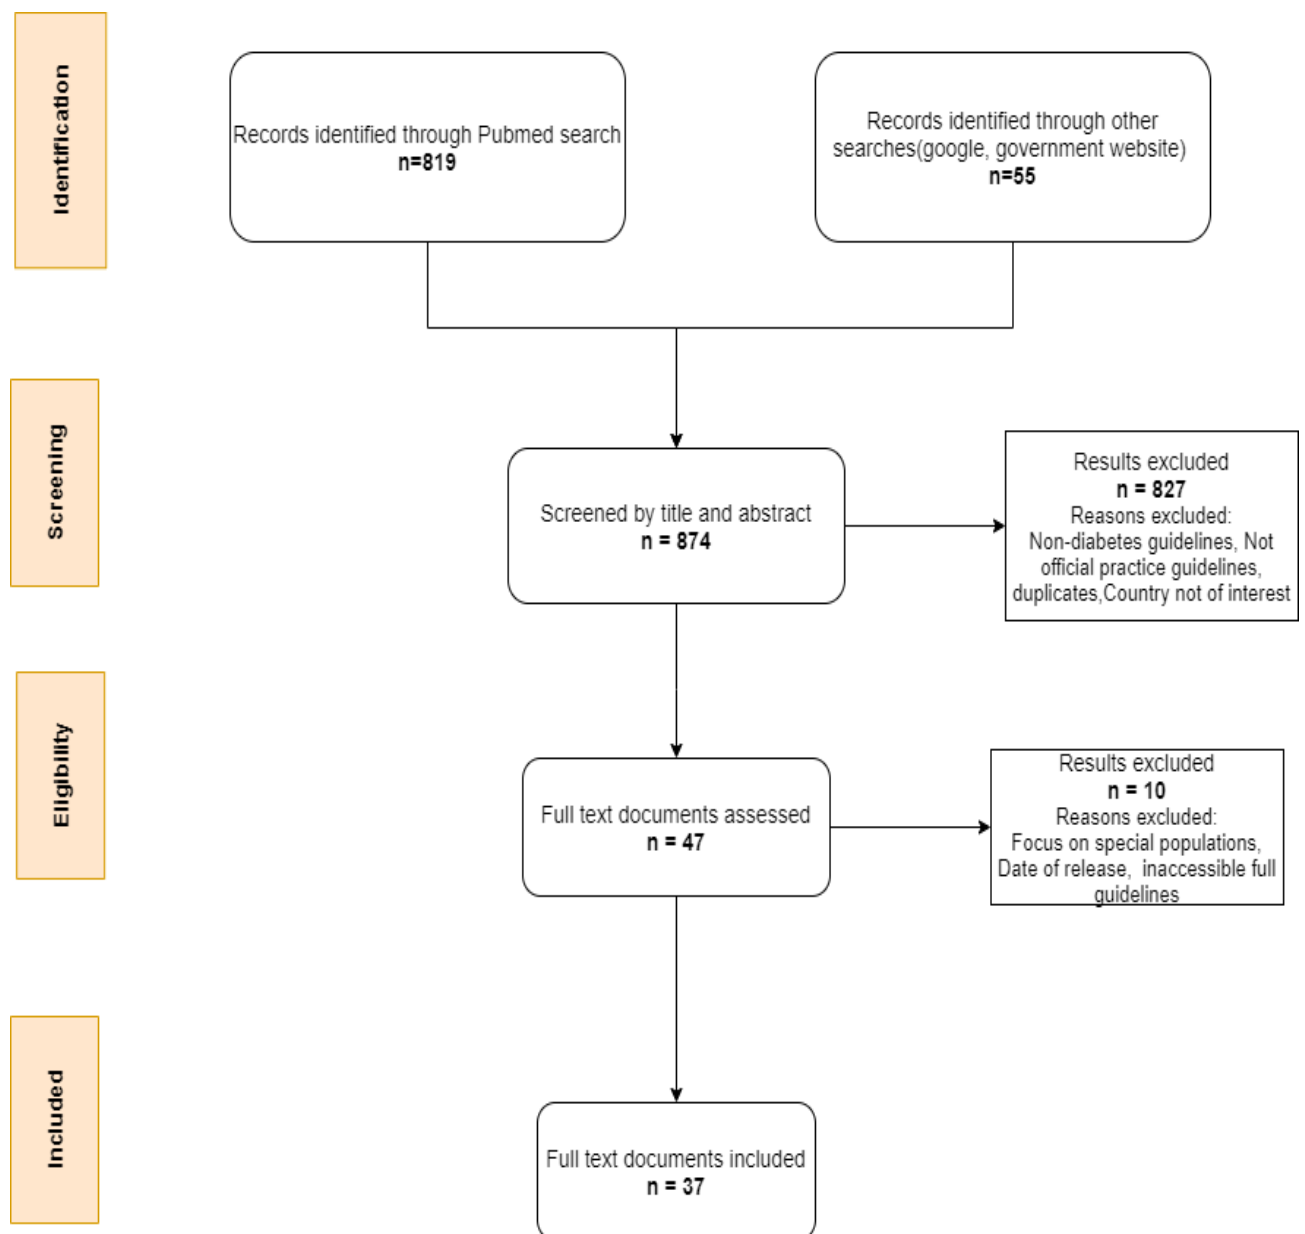 Identification
Records identified through Pubmed search
n=819
Records identified through other
searches(google, government website)
n=55
Screening
Screened by title and abstract
n = 874
Results excluded
n = 827
Reasons excluded:
Non-diabetes guidelines, Not
official practice guidelines,
duplicates,Country not of interest
Eligibility
Full text documents assessed
n = 47
Results excluded
n = 10
Reasons excluded:
Focus on special populations,
Date of release, inaccessible full
guidelines
Included
Full text documents included
n = 37